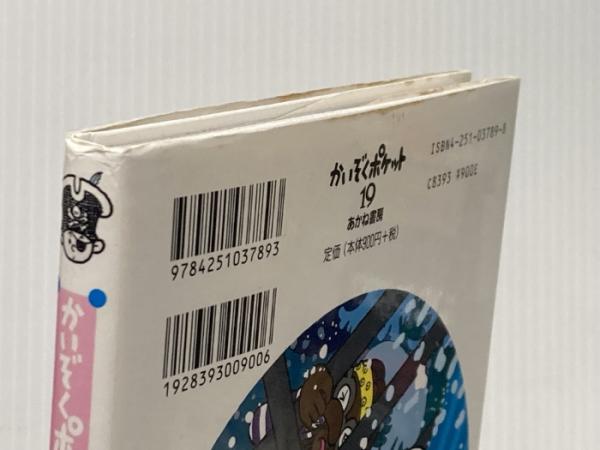 かいぞくポ
9784251037893
1928393009006
かいぞくポケット
19
あかね書房
定価(本体900円+税)
ISBN4-251-03789-8
C8393 ¥900E